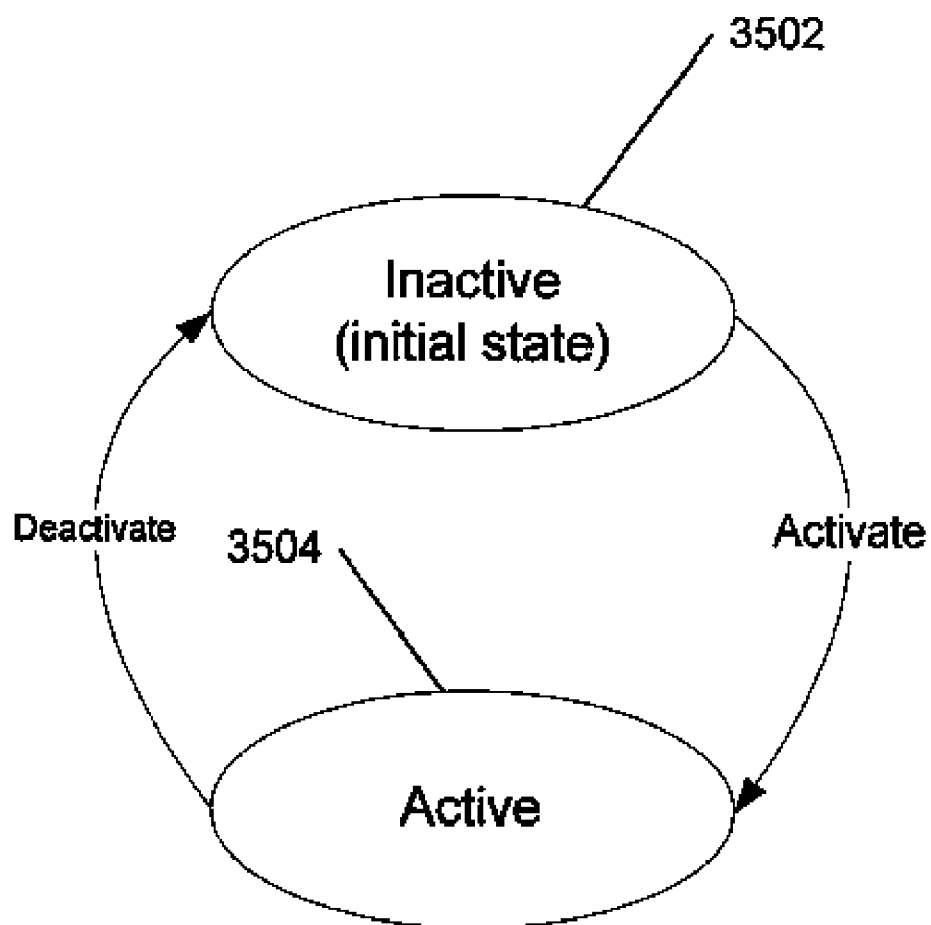 3502
Inactive
(initial state)
Deactivate
Activate
3504
Active